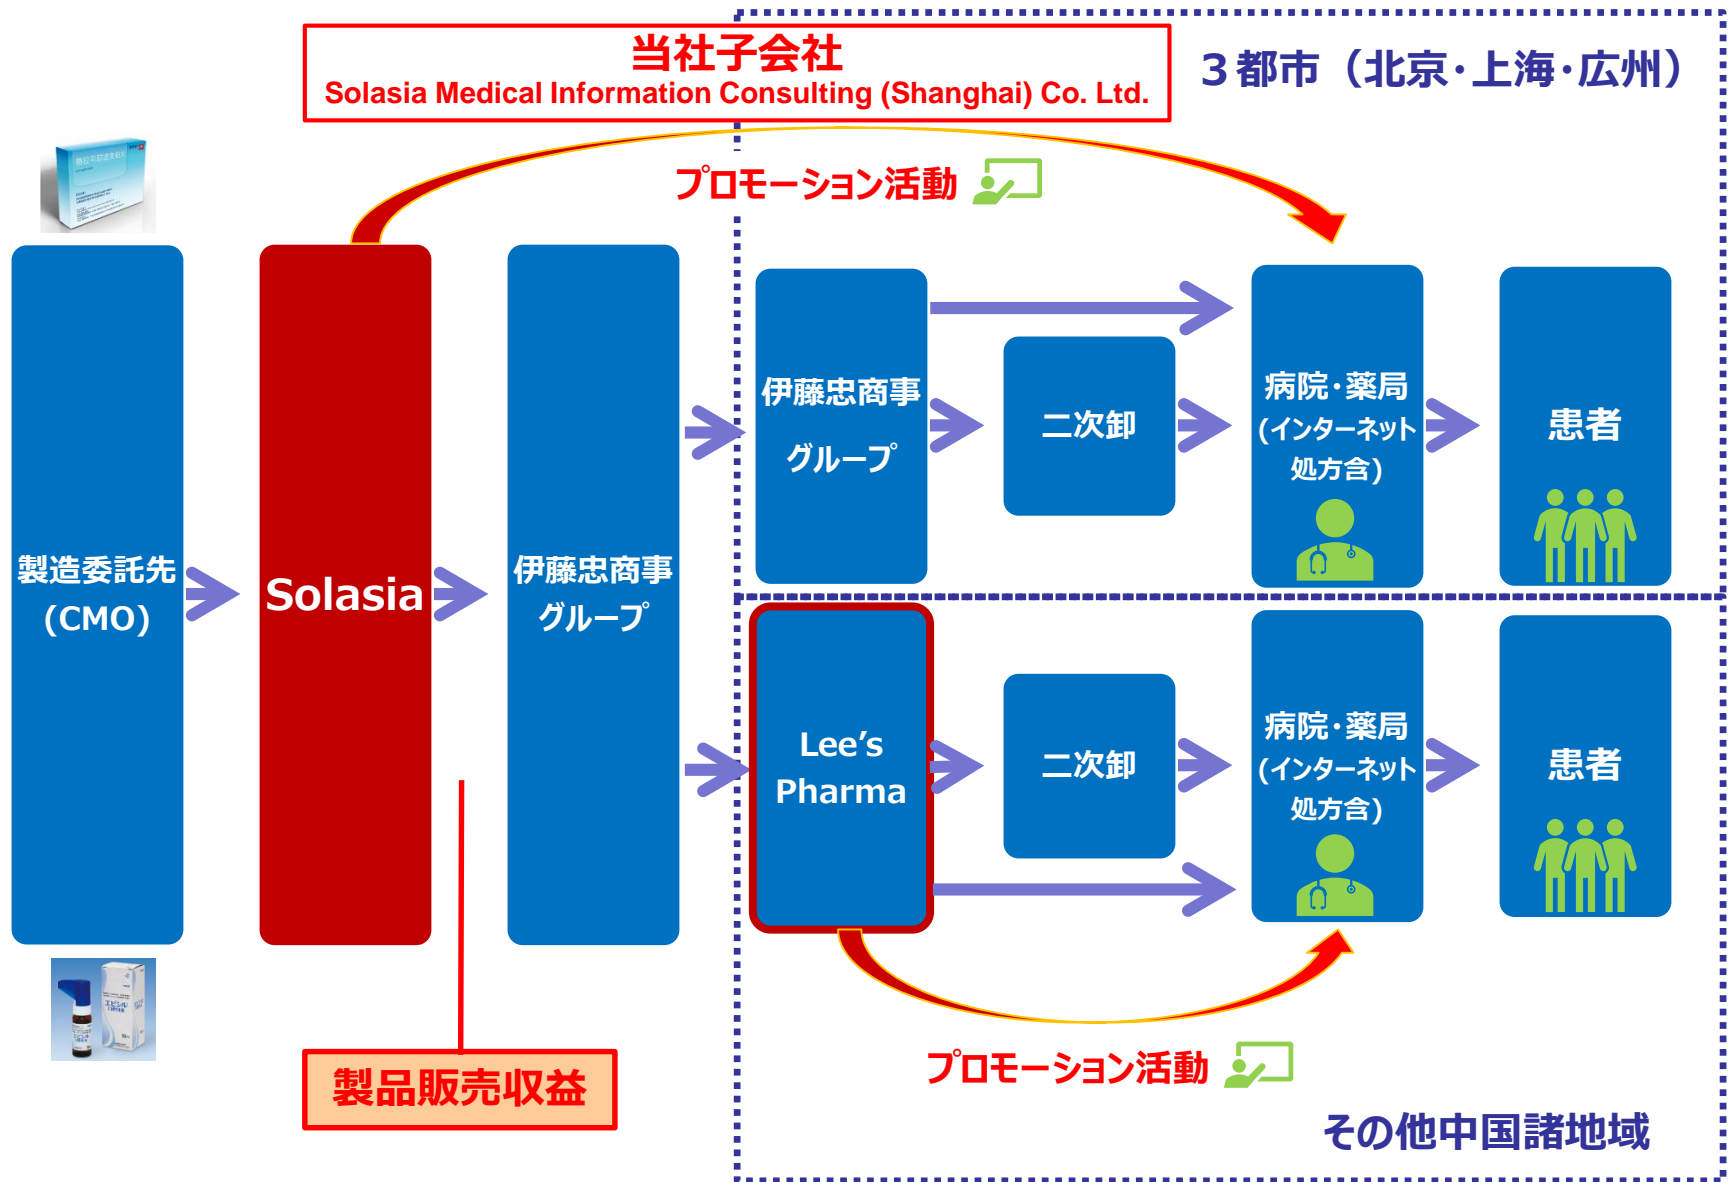 当社子会社
Solasia Medical Information Consulting (Shanghai) Co. Ltd.
3都市（北京･上海･広州）
プロモーション活動
製造委託先
(CMO)
Solasia
伊藤忠商事
グループ
伊藤忠商事
グループ
二次卸
病院･薬局
(インターネット
処方含)
患者
Lee’s
Pharma
二次卸
病院･薬局
(インターネット
処方含)
患者
エピシル
プロモーション活動
製品販売収益
その他中国諸地域